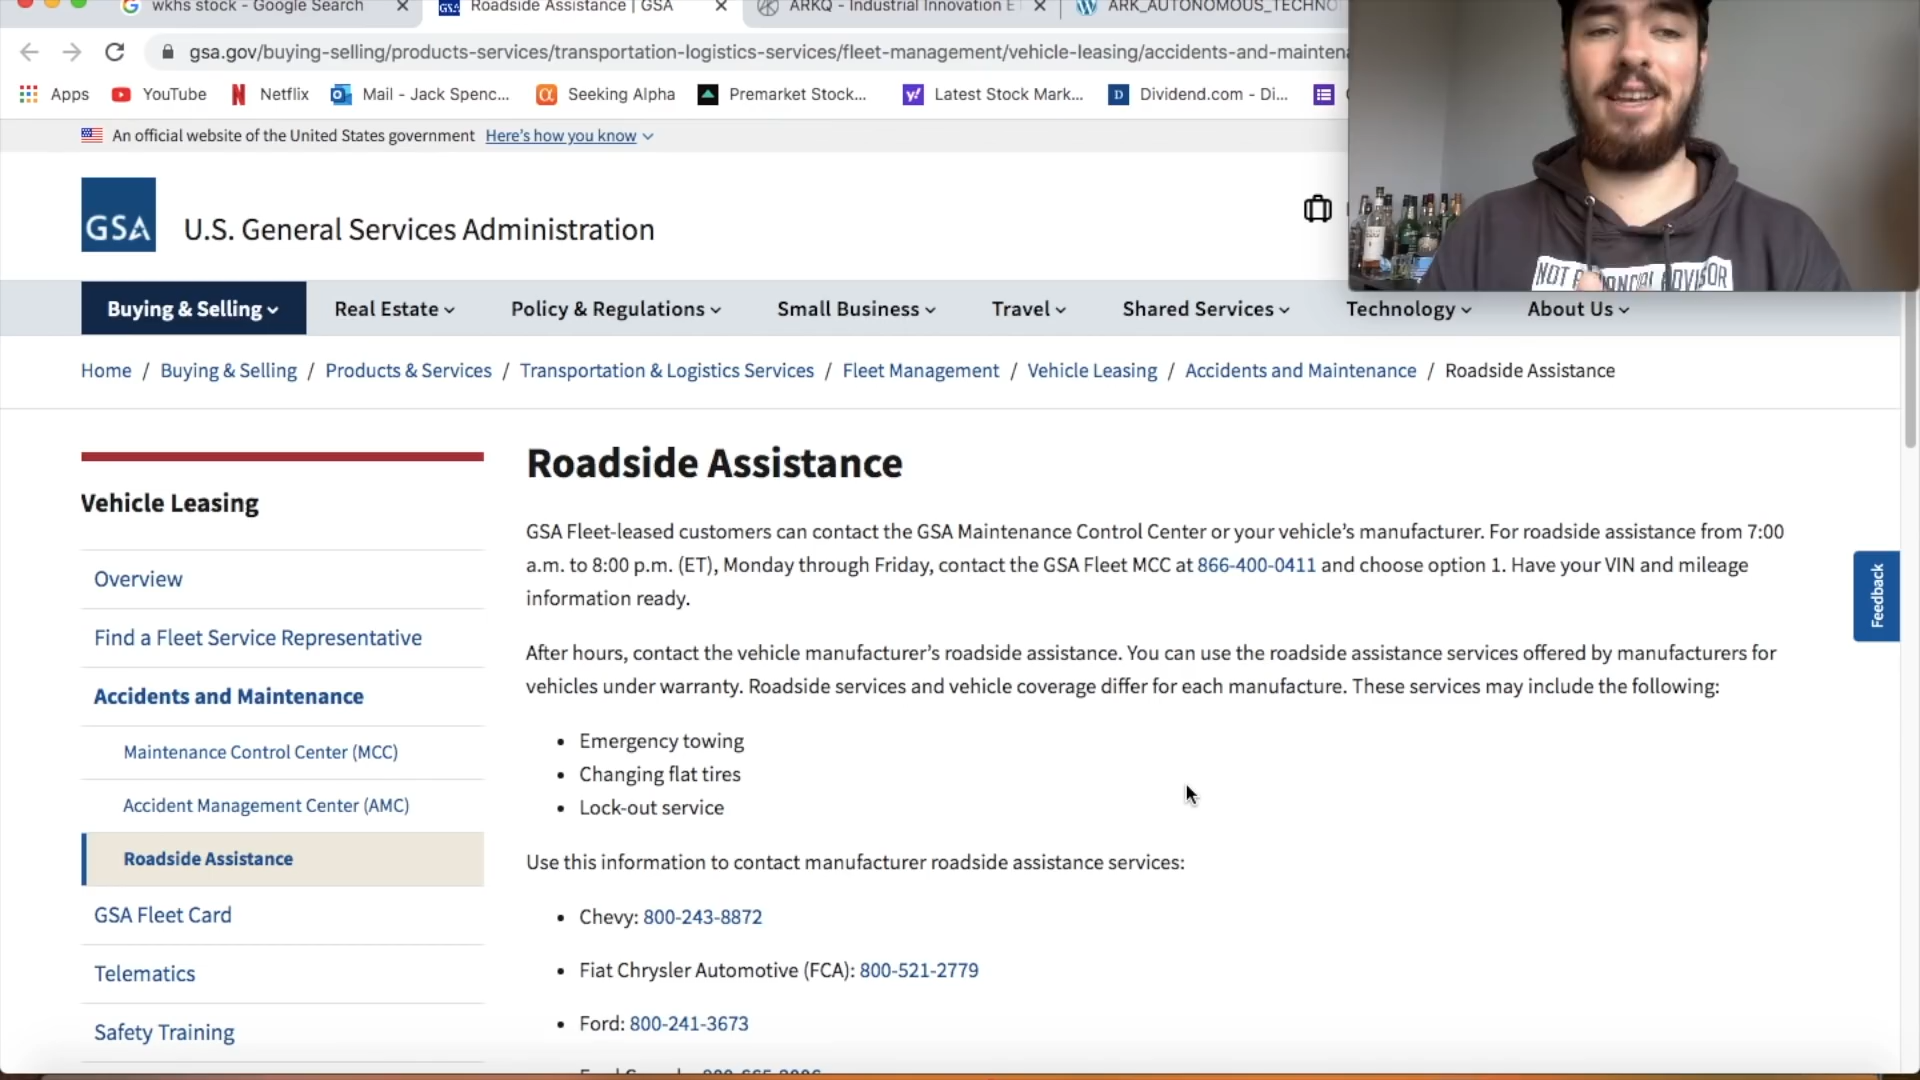 wkhs stock - Google Search
Roadside Assistance | GSA
ARKQ - Industrial Innovation E
ARK_AUTONOMOUS_TECHNO
gsa.gov/buying-selling/products-services/transportation-logistics-services/fleet-management/vehicle-leasing/accidents-and-maintena
Apps YouTube Netflix Mail - Jack Spenc... Seeking Alpha Premarket Stock... Latest Stock Mark... Dividend.com - Di...
An official website of the United States government Here's how you know
GSA
U.S. General Services Administration
NOT FINANCIAL ADVISOR
Buying & Selling Real Estate Policy & Regulations Small Business Travel Shared Services Technology About Us
Home / Buying & Selling / Products & Services / Transportation & Logistics Services / Fleet Management / Vehicle Leasing / Accidents and Maintenance / Roadside Assistance
Vehicle Leasing
Overview
Find a Fleet Service Representative
Accidents and Maintenance
Maintenance Control Center (MCC)
Accident Management Center (AMC)
Roadside Assistance
GSA Fleet Card
Telematics
Safety Training
Roadside Assistance
GSA Fleet-leased customers can contact the GSA Maintenance Control Center or your vehicle's manufacturer. For roadside assistance from 7:00
a.m. to 8:00 p.m. (ET), Monday through Friday, contact the GSA Fleet MCC at 866-400-0411 and choose option 1. Have your VIN and mileage
information ready.
After hours, contact the vehicle manufacturer's roadside assistance. You can use the roadside assistance services offered by manufacturers for
vehicles under warranty. Roadside services and vehicle coverage differ for each manufacture. These services may include the following:
• Emergency towing
• Changing flat tires
• Lock-out service
Use this information to contact manufacturer roadside assistance services:
• Chevy: 800-243-8872
• Fiat Chrysler Automotive (FCA): 800-521-2779
• Ford: 800-241-3673
Feedback